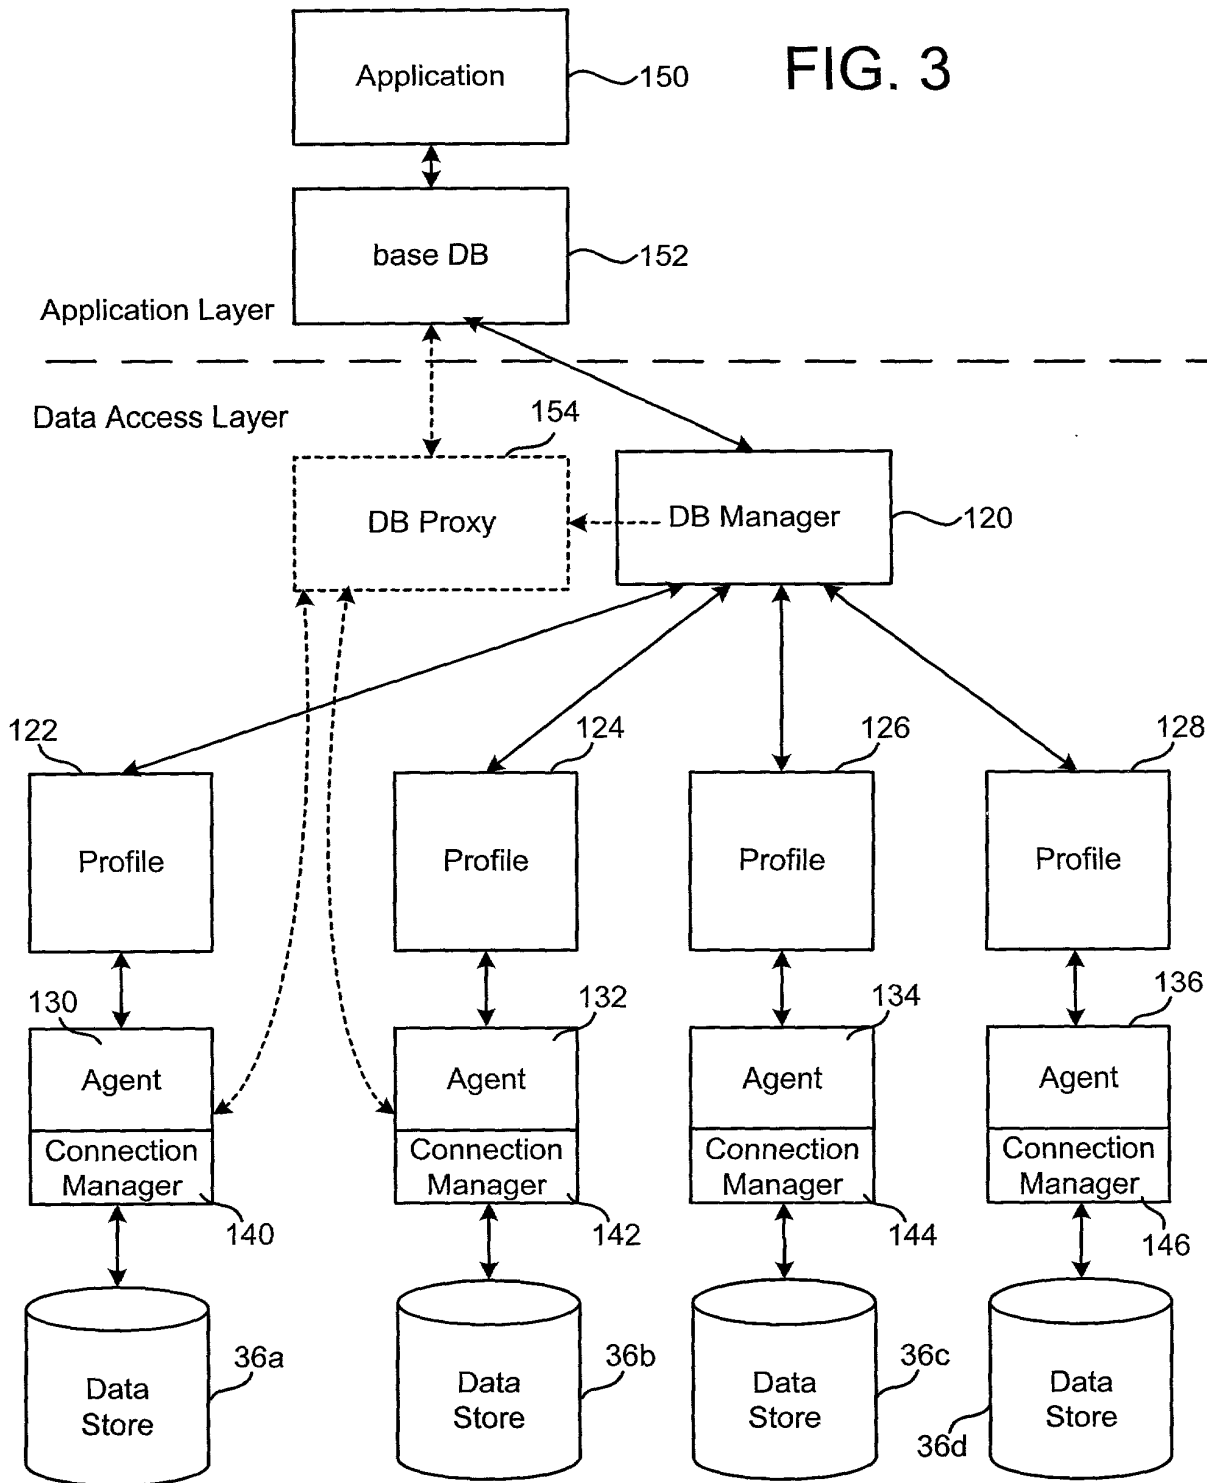 FIG. 3
Application
150
base DB
152
Application Layer
Data Access Layer
154
DB Proxy
DB Manager
120
122
124
126
128
Profile
Profile
Profile
Profile
130
132
134
136
Agent
Agent
Agent
Agent
Connection
Manager
Connection
Manager
Connection
Manager
Connection
Manager
140
142
144
146
36a
36b
36c
36d
Data
Store
Data
Store
Data
Store
Data
Store